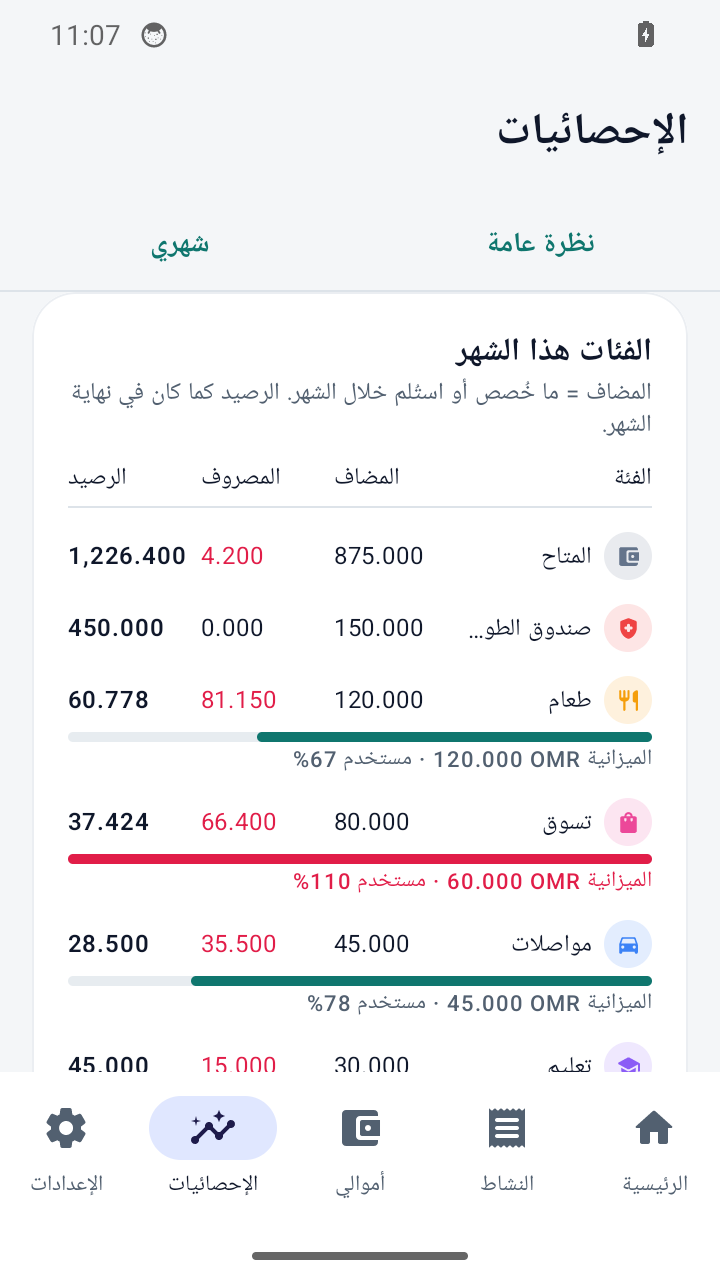 11:07
الإحصائيات
نظرة عامة
شهري
الفئات هذا الشهر
المضاف = ما خُصص أو استُلم خلال الشهر. الرصيد كما كان في نهاية
الشهر.
الفئة المضاف المصروف الرصيد
المتاح 875.000 4.200 1,226.400
صندوق الطو... 150.000 0.000 450.000
طعام 120.000 81.150 60.778
الميزانية 120.000 OMR · مستخدم 67%
تسوق 80.000 66.400 37.424
الميزانية 60.000 OMR · مستخدم 110%
مواصلات 45.000 35.500 28.500
الميزانية 45.000 OMR · مستخدم 78%
تعليم 30.000 15.000 45.000
الرئيسية النشاط أموالي الإحصائيات الإعدادات